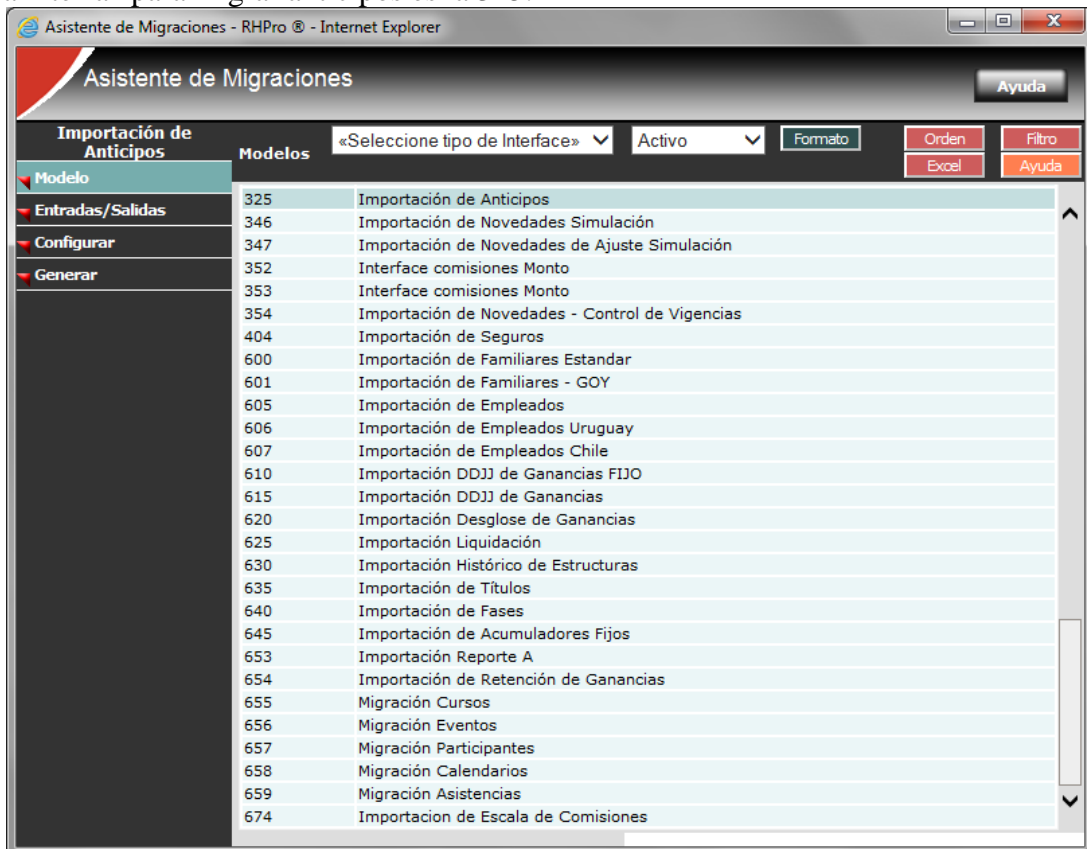 Asistente de Migraciones - RHPro ® - Internet Explorer
Asistente de Migraciones
Ayuda
Importación de
Anticipos
Modelos
«Seleccione tipo de Interface»
Activo
Formato
Orden
Filtro
Excel
Ayuda
Modelo
Entradas/Salidas
Configurar
Generar
325 Importación de Anticipos
346 Importación de Novedades Simulación
347 Importación de Novedades de Ajuste Simulación
352 Interface comisiones Monto
353 Interface comisiones Monto
354 Importación de Novedades - Control de Vigencias
404 Importación de Seguros
600 Importación de Familiares Estandar
601 Importación de Familiares - GOY
605 Importación de Empleados
606 Importación de Empleados Uruguay
607 Importación de Empleados Chile
610 Importación DDJJ de Ganancias FIJO
615 Importación DDJJ de Ganancias
620 Importación Desglose de Ganancias
625 Importación Liquidación
630 Importación Histórico de Estructuras
635 Importación de Títulos
640 Importación de Fases
645 Importación de Acumuladores Fijos
653 Importación Reporte A
654 Importación de Retención de Ganancias
655 Migración Cursos
656 Migración Eventos
657 Migración Participantes
658 Migración Calendarios
659 Migración Asistencias
674 Importacion de Escala de Comisiones